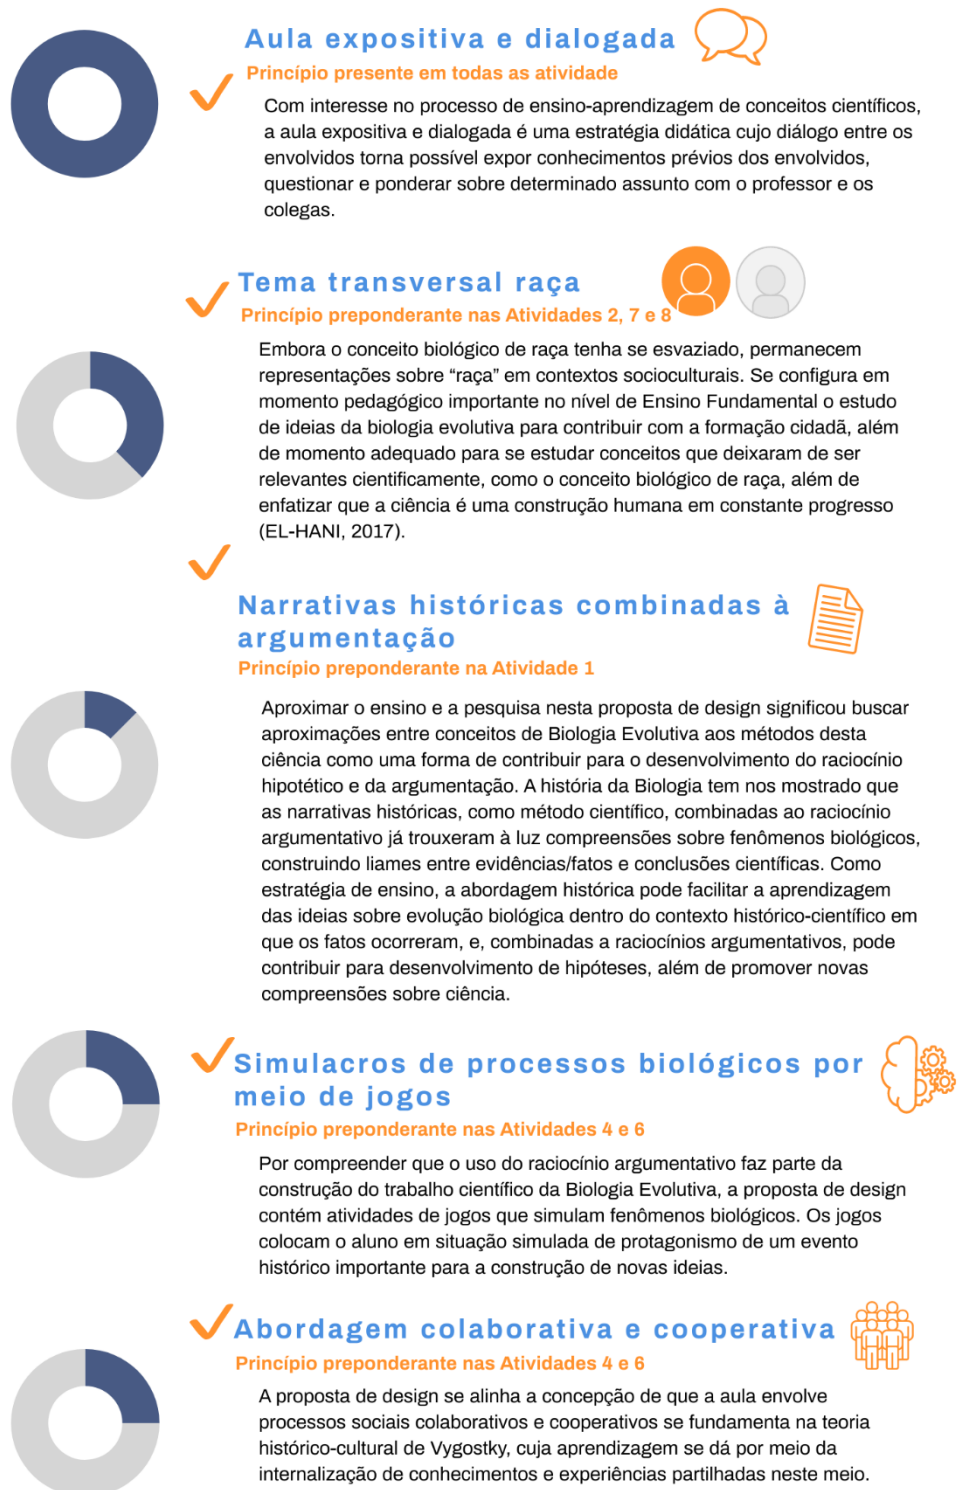 Aula expositiva e dialogada
Princípio presente em todas as atividade
Com interesse no processo de ensino-aprendizagem de conceitos científicos,
a aula expositiva e dialogada é uma estratégia didática cujo diálogo entre os
envolvidos torna possível expor conhecimentos prévios dos envolvidos,
questionar e ponderar sobre determinado assunto com o professor e os
colegas.
Tema transversal raça
Princípio preponderante nas Atividades 2, 7 e 8
Embora o conceito biológico de raça tenha se esvaziado, permanecem
representações sobre “raça” em contextos socioculturais. Se configura em
momento pedagógico importante no nível de Ensino Fundamental o estudo
de ideias da biologia evolutiva para contribuir com a formação cidadã, além
de momento adequado para se estudar conceitos que deixaram de ser
relevantes cientificamente, como o conceito biológico de raça, além de
enfatizar que a ciência é uma construção humana em constante progresso
(EL-HANI, 2017).
Narrativas históricas combinadas à
argumentação
Princípio preponderante na Atividade 1
Aproximar o ensino e a pesquisa nesta proposta de design significou buscar
aproximações entre conceitos de Biologia Evolutiva aos métodos desta
ciência como uma forma de contribuir para o desenvolvimento do raciocínio
hipotético e da argumentação. A história da Biologia tem nos mostrado que
as narrativas históricas, como método científico, combinadas ao raciocínio
argumentativo já trouxeram à luz compreensões sobre fenômenos biológicos,
construindo liames entre evidências/fatos e conclusões científicas. Como
estratégia de ensino, a abordagem histórica pode facilitar a aprendizagem
das ideias sobre evolução biológica dentro do contexto histórico-científico em
que os fatos ocorreram, e, combinadas a raciocínios argumentativos, pode
contribuir para desenvolvimento de hipóteses, além de promover novas
compreensões sobre ciência.
Simulacros de processos biológicos por
meio de jogos
Princípio preponderante nas Atividades 4 e 6
Por compreender que o uso do raciocínio argumentativo faz parte da
construção do trabalho científico da Biologia Evolutiva, a proposta de design
contém atividades de jogos que simulam fenômenos biológicos. Os jogos
colocam o aluno em situação simulada de protagonismo de um evento
histórico importante para a construção de novas ideias.
Abordagem colaborativa e cooperativa
Princípio preponderante nas Atividades 4 e 6
A proposta de design se alinha a concepção de que a aula envolve
processos sociais colaborativos e cooperativos se fundamenta na teoria
histórico-cultural de Vygostky, cuja aprendizagem se dá por meio da
internalização de conhecimentos e experiências partilhadas neste meio.